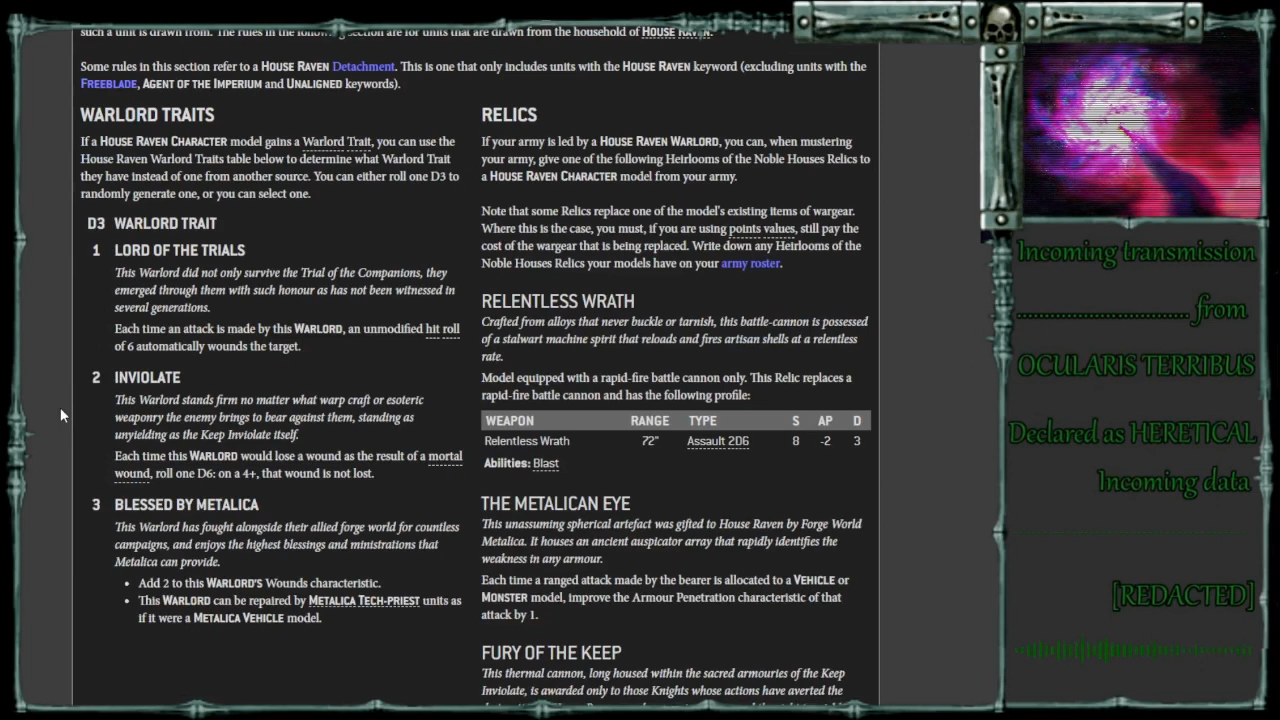 such a unit is drawn from. The rules in the following section are for units that are drawn from the household of HOUSE RAVEN.
Some rules in this section refer to a HOUSE RAVEN Detachment. This is one that only includes units with the HOUSE RAVEN keyword (excluding units with the
FREEBLADE, AGENT OF THE IMPERIUM and UNALIGNED keywords).
WARLORD TRAITS
If a HOUSE RAVEN CHARACTER model gains a Warlord Trait, you can use the
House Raven Warlord Traits table below to determine what Warlord Trait
they have instead of one from another source. You can either roll one D3 to
randomly generate one, or you can select one.
D3 WARLORD TRAIT
1 LORD OF THE TRIALS
This Warlord did not only survive the Trial of the Companions, they
emerged through them with such honour as has not been witnessed in
several generations.
Each time an attack is made by this WARLORD, an unmodified hit roll
of 6 automatically wounds the target.
2 INVIOLATE
This Warlord stands firm no matter what warp craft or esoteric
weaponry the enemy brings to bear against them, standing as
unyielding as the Keep Inviolate itself.
Each time this WARLORD would lose a wound as the result of a mortal
wound, roll one D6: on a 4+, that wound is not lost.
3 BLESSED BY METALICA
This Warlord has fought alongside their allied forge world for countless
campaigns, and enjoys the highest blessings and ministrations that
Metalica can provide.
• Add 2 to this WARLORD'S Wounds characteristic.
• This WARLORD can be repaired by METALICA TECH-PRIEST units as
if it were a METALICA VEHICLE model.
RELICS
If your army is led by a HOUSE RAVEN WARLORD, you can, when mustering
your army, give one of the following Heirlooms of the Noble Houses Relics to
a HOUSE RAVEN CHARACTER model from your army.
Note that some Relics replace one of the model's existing items of wargear.
Where this is the case, you must, if you are using points values, still pay the
cost of the wargear that is being replaced. Write down any Heirlooms of the
Noble Houses Relics your models have on your army roster.
RELENTLESS WRATH
Crafted from alloys that never buckle or tarnish, this battle-cannon is possessed
of a stalwart machine spirit that reloads and fires artisan shells at a relentless
rate.
Model equipped with a rapid-fire battle cannon only. This Relic replaces a
rapid-fire battle cannon and has the following profile:
WEAPON RANGE TYPE S AP D
Relentless Wrath 72" Assault 2D6 8 -2 3
Abilities: Blast
THE METALICAN EYE
This unassuming spherical artefact was gifted to House Raven by Forge World
Metalica. It houses an ancient auspicator array that rapidly identifies the
weakness in any armour.
Each time a ranged attack made by the bearer is allocated to a VEHICLE or
MONSTER model, improve the Armour Penetration characteristic of that
attack by 1.
FURY OF THE KEEP
This thermal cannon, long housed within the sacred armouries of the Keep
Inviolate, is awarded only to those Knights whose actions have averted the
Incoming transmission
................................ from
OCULARIS TERRIBUS
Declared as HERETICAL
Incoming data
[REDACTED]